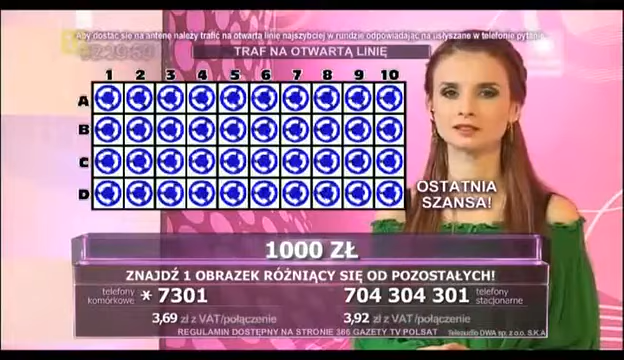 Aby dostać się na antenę należy trafić na otwartą linię najszybciej w rundzie odpowiadając na usłyszane w telefonie pytanie
TRAF NA OTWARTĄ LINIĘ
1 2 3 4 5 6 7 8 9 10
A
B
C
D
OSTATNIA
SZANSA!
1000 ZŁ
ZNAJDŹ 1 OBRAZEK RÓŻNIĄCY SIĘ OD POZOSTAŁYCH!
telefony
komórkowe
* 7301
704 304 301
telefony
stacjonarne
3,69 zł z VAT/połączenie
3,92 zł z VAT/połączenie
REGULAMIN DOSTĘPNY NA STRONIE 366 GAZETY TV POLSAT
Teleaudio DWA sp. z o.o. S.K.A